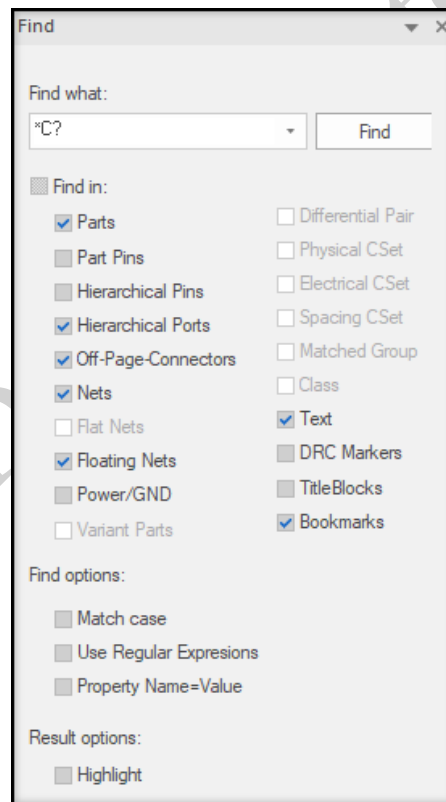 Find
Find what:
*C?
Find
Find in:
Parts
Part Pins
Hierarchical Pins
Hierarchical Ports
Off-Page-Connectors
Nets
Flat Nets
Floating Nets
Power/GND
Variant Parts
Differential Pair
Physical CSet
Electrical CSet
Spacing CSet
Matched Group
Class
Text
DRC Markers
TitleBlocks
Bookmarks
Find options:
Match case
Use Regular Expresions
Property Name=Value
Result options:
Highlight